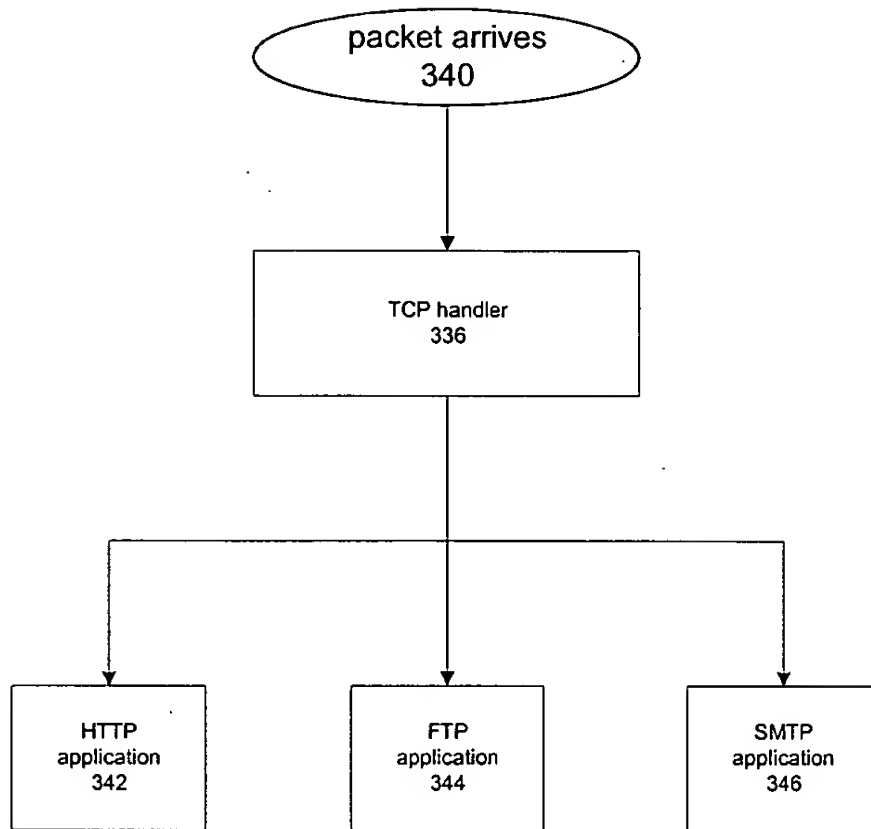 packet arrives
340
TCP handler
336
HTTP
application
342
FTP
application
344
SMTP
application
346